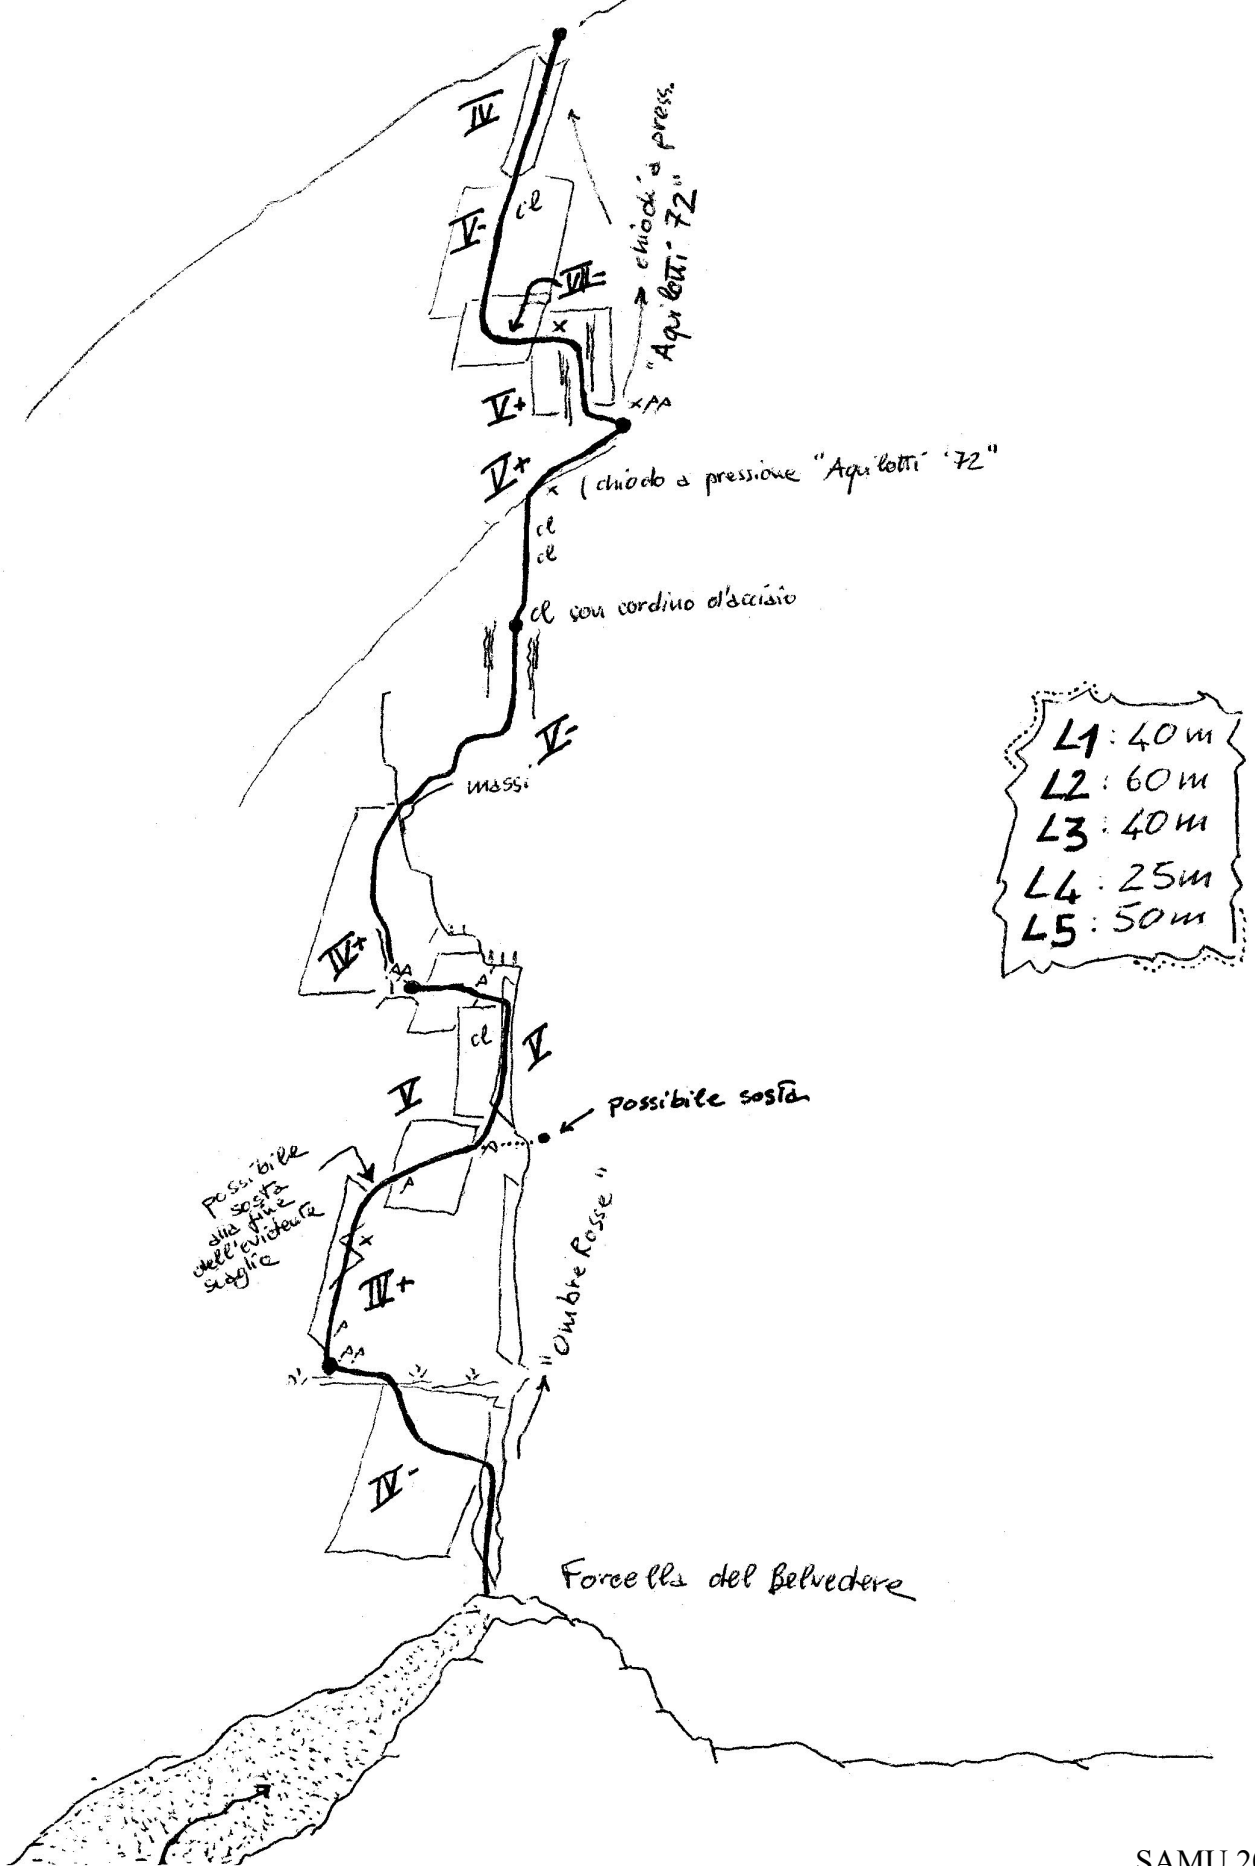 IV
V-
cl
VII-
x
chiodi a press.
"Aquilotti 72"
V+
x AA
V+
x (chiodo a pressione "Aquilotti '72"
cl
cl
cl con cordino d'acciaio
V-
massi
L1: 40m
L2: 60m
L3: 40m
L4: 25m
L5: 50m
IV+
AA
A
cl
V
V
possibile sosta
A
A
possibile
sosta
alla fine
dell'evidente
scaglia
x
IV+
A
AA
"Ombre Rosse"
IV-
Forcella del Belvedere